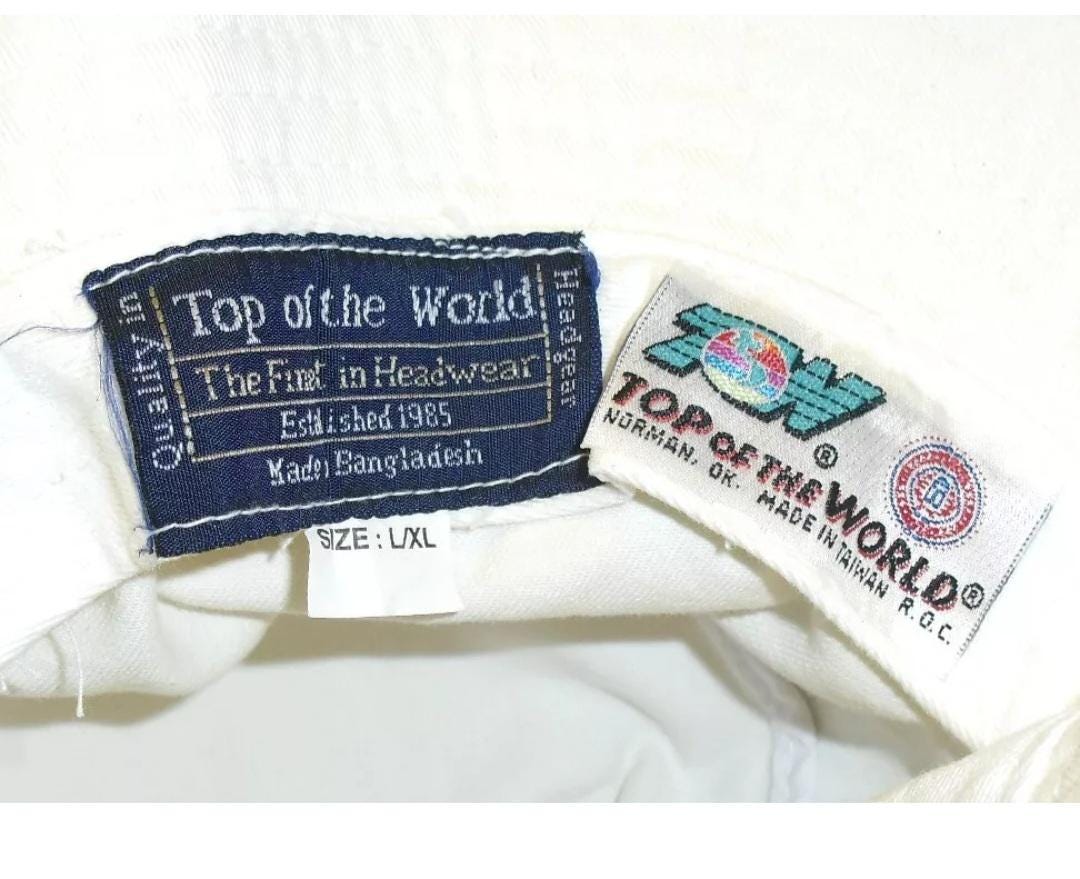 Quality in
Top of the World
The First in Headwear
Established 1985
Made: Bangladesh
Headgear
SIZE : L/XL
TOW®
TOP OF THE WORLD®
NORMAN, OK. MADE IN TAIWAN R.O.C.